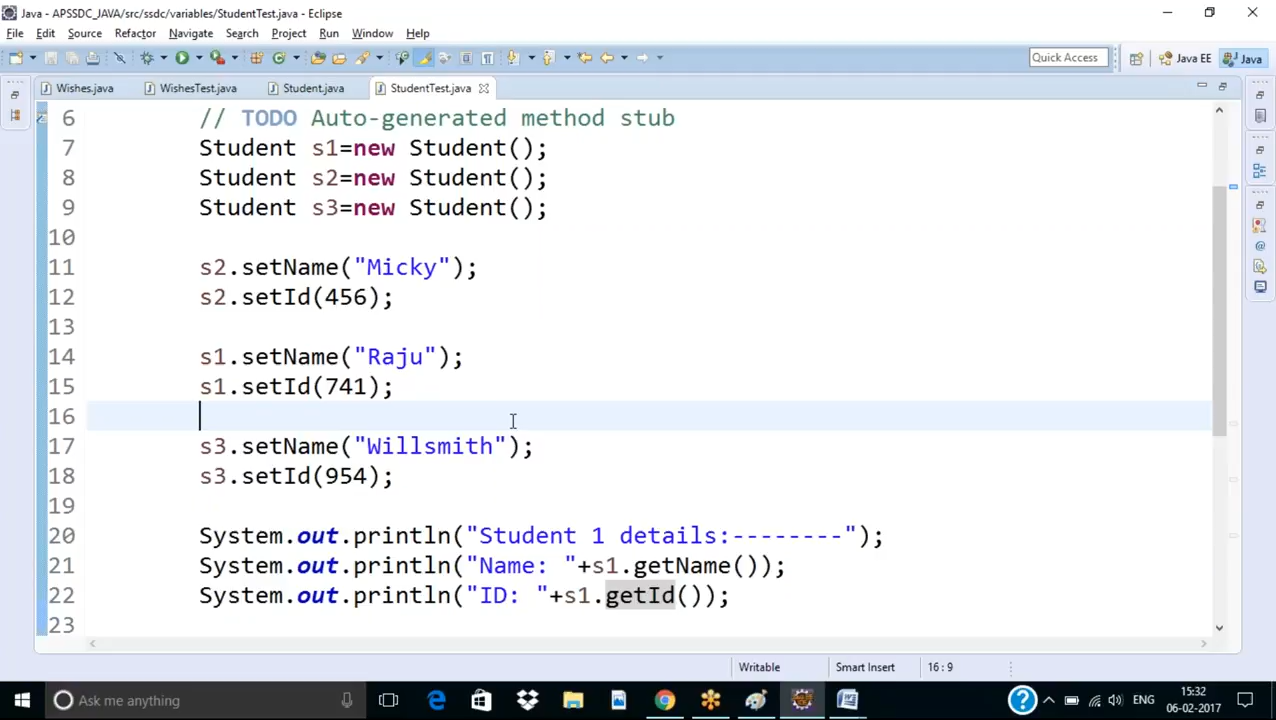 Java - APSSDC_JAVA/src/ssdc/variables/StudentTest.java - Eclipse
File Edit Source Refactor Navigate Search Project Run Window Help
Quick Access Java EE Java
Wishes.java WishesTest.java Student.java StudentTest.java
6 // TODO Auto-generated method stub
7 Student s1=new Student();
8 Student s2=new Student();
9 Student s3=new Student();
10
11 s2.setName("Micky");
12 s2.setId(456);
13
14 s1.setName("Raju");
15 s1.setId(741);
16
17 s3.setName("Willsmith");
18 s3.setId(954);
19
20 System.out.println("Student 1 details:--------");
21 System.out.println("Name: "+s1.getName());
22 System.out.println("ID: "+s1.getId());
23
Writable Smart Insert 16 : 9
Ask me anything ENG 15:32
06-02-2017